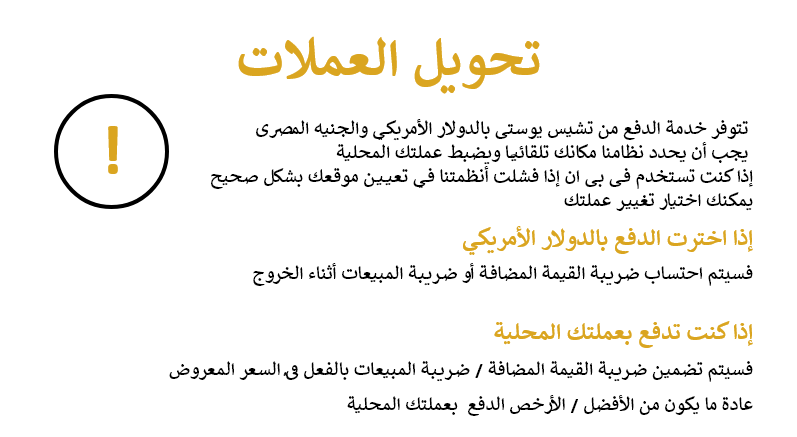 تحويل العملات
!
تتوفر خدمة الدفع من تشيس يوستى بالدولار الأمريكي والجنيه المصرى
يجب أن يحدد نظامنا مكانك تلقائيا ويضبط عملتك المحلية
إذا كنت تستخدم فى بى ان إذا فشلت أنظمتنا في تعيين موقعك بشكل صحيح
يمكنك اختيار تغيير عملتك
إذا اخترت الدفع بالدولار الأمريكي
فسيتم احتساب ضريبة القيمة المضافة أو ضريبة المبيعات أثناء الخروج
إذا كنت تدفع بعملتك المحلية
فسيتم تضمين ضريبة القيمة المضافة / ضريبة المبيعات بالفعل في السعر المعروض
عادة ما يكون من الأفضل / الأرخص الدفع بعملتك المحلية